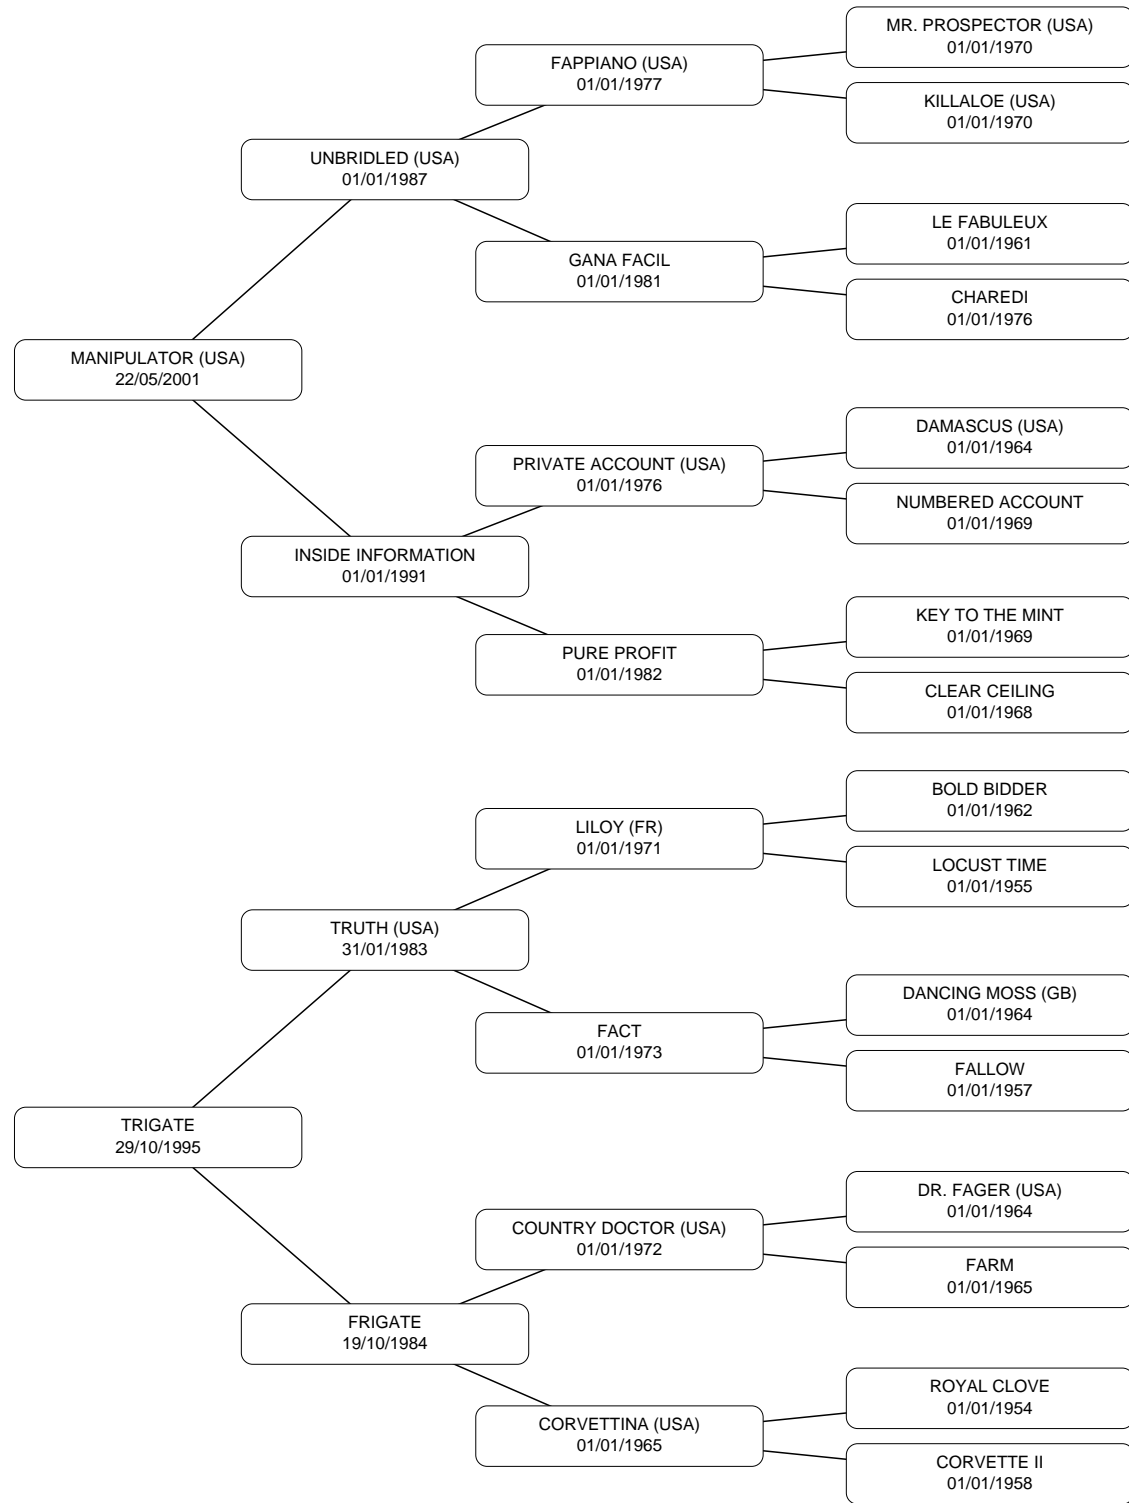 MR. PROSPECTOR (USA)
01/01/1970
FAPPIANO (USA)
01/01/1977
KILLALOE (USA)
01/01/1970
UNBRIDLED (USA)
01/01/1987
LE FABULEUX
01/01/1961
GANA FACIL
01/01/1981
CHAREDI
01/01/1976
MANIPULATOR (USA)
22/05/2001
DAMASCUS (USA)
01/01/1964
PRIVATE ACCOUNT (USA)
01/01/1976
NUMBERED ACCOUNT
01/01/1969
INSIDE INFORMATION
01/01/1991
KEY TO THE MINT
01/01/1969
PURE PROFIT
01/01/1982
CLEAR CEILING
01/01/1968
BOLD BIDDER
01/01/1962
LILOY (FR)
01/01/1971
LOCUST TIME
01/01/1955
TRUTH (USA)
31/01/1983
DANCING MOSS (GB)
01/01/1964
FACT
01/01/1973
FALLOW
01/01/1957
TRIGATE
29/10/1995
DR. FAGER (USA)
01/01/1964
COUNTRY DOCTOR (USA)
01/01/1972
FARM
01/01/1965
FRIGATE
19/10/1984
ROYAL CLOVE
01/01/1954
CORVETTINA (USA)
01/01/1965
CORVETTE II
01/01/1958